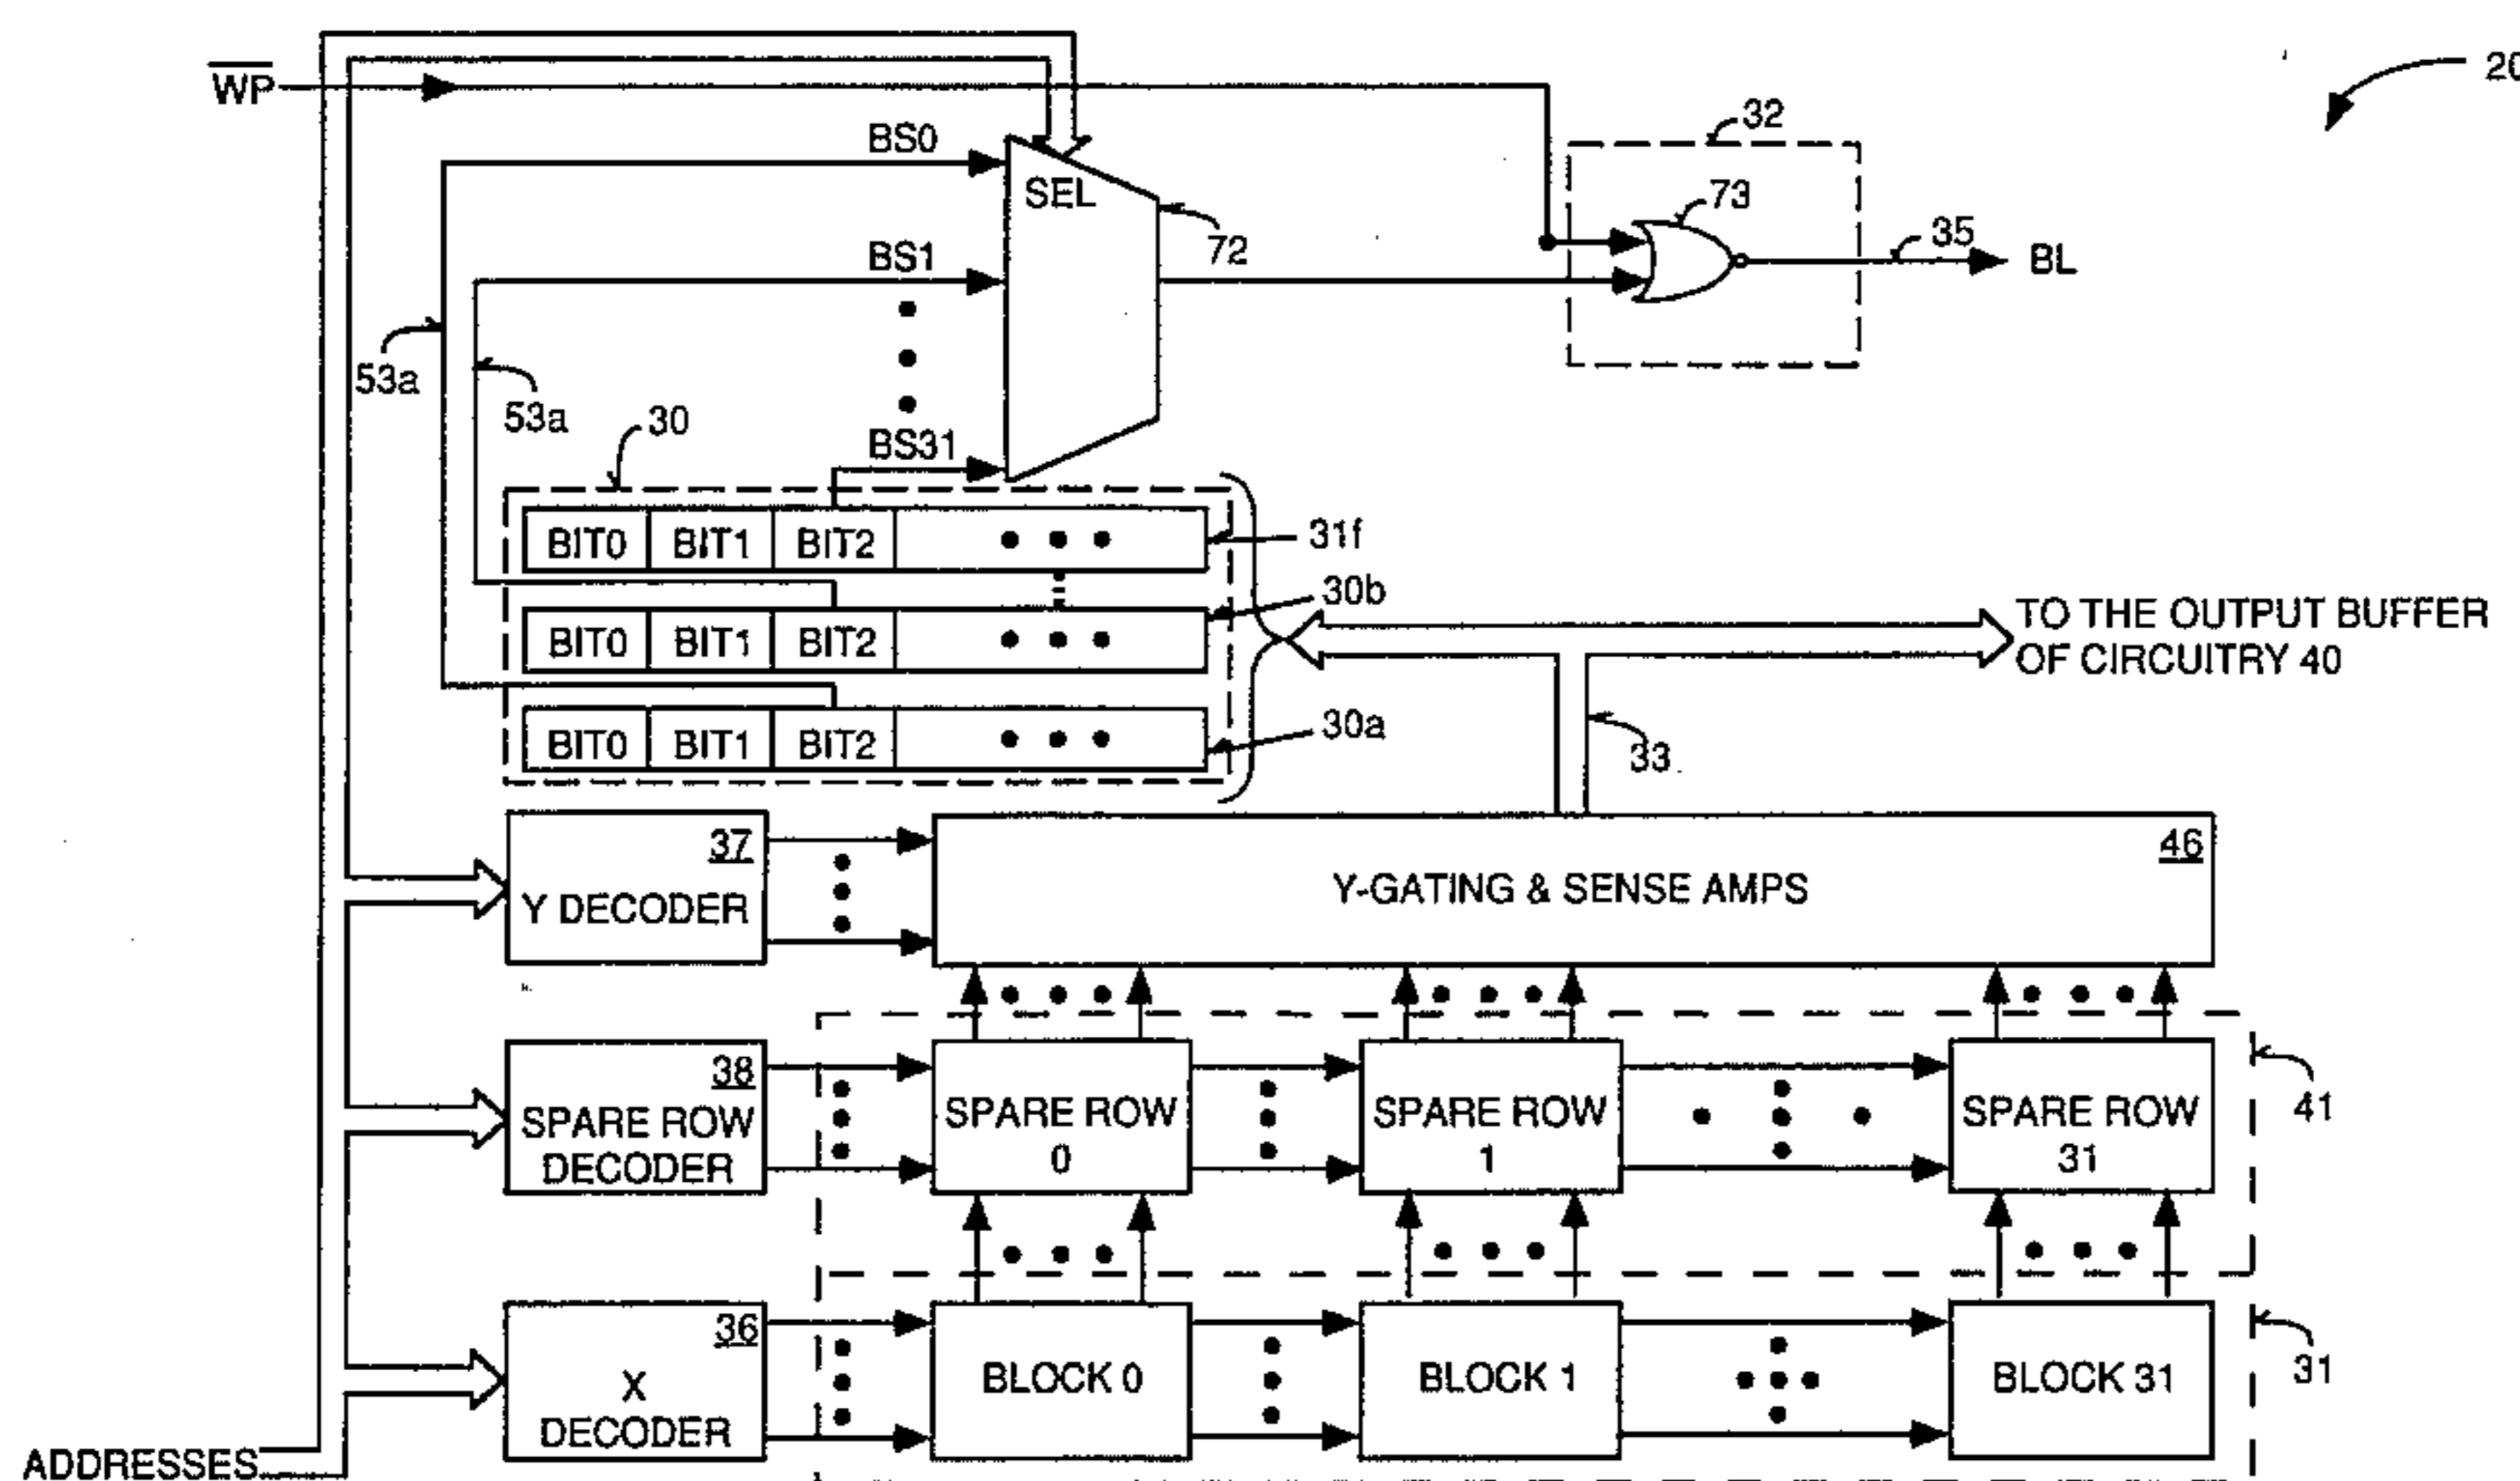 20
WP
32
BS0
SEL
73
72
35
BL
BS1
53a
53a
30
BS31
BIT0 BIT1 BIT2
31f
BIT0 BIT1 BIT2
30b
TO THE OUTPUT BUFFER
OF CIRCUITRY 40
BIT0 BIT1 BIT2
30a
33
37
Y DECODER
46
Y-GATING & SENSE AMPS
38
SPARE ROW
DECODER
SPARE ROW
0
SPARE ROW
1
SPARE ROW
31
41
36
X
DECODER
BLOCK 0
BLOCK 1
BLOCK 31
31
ADDRESSES